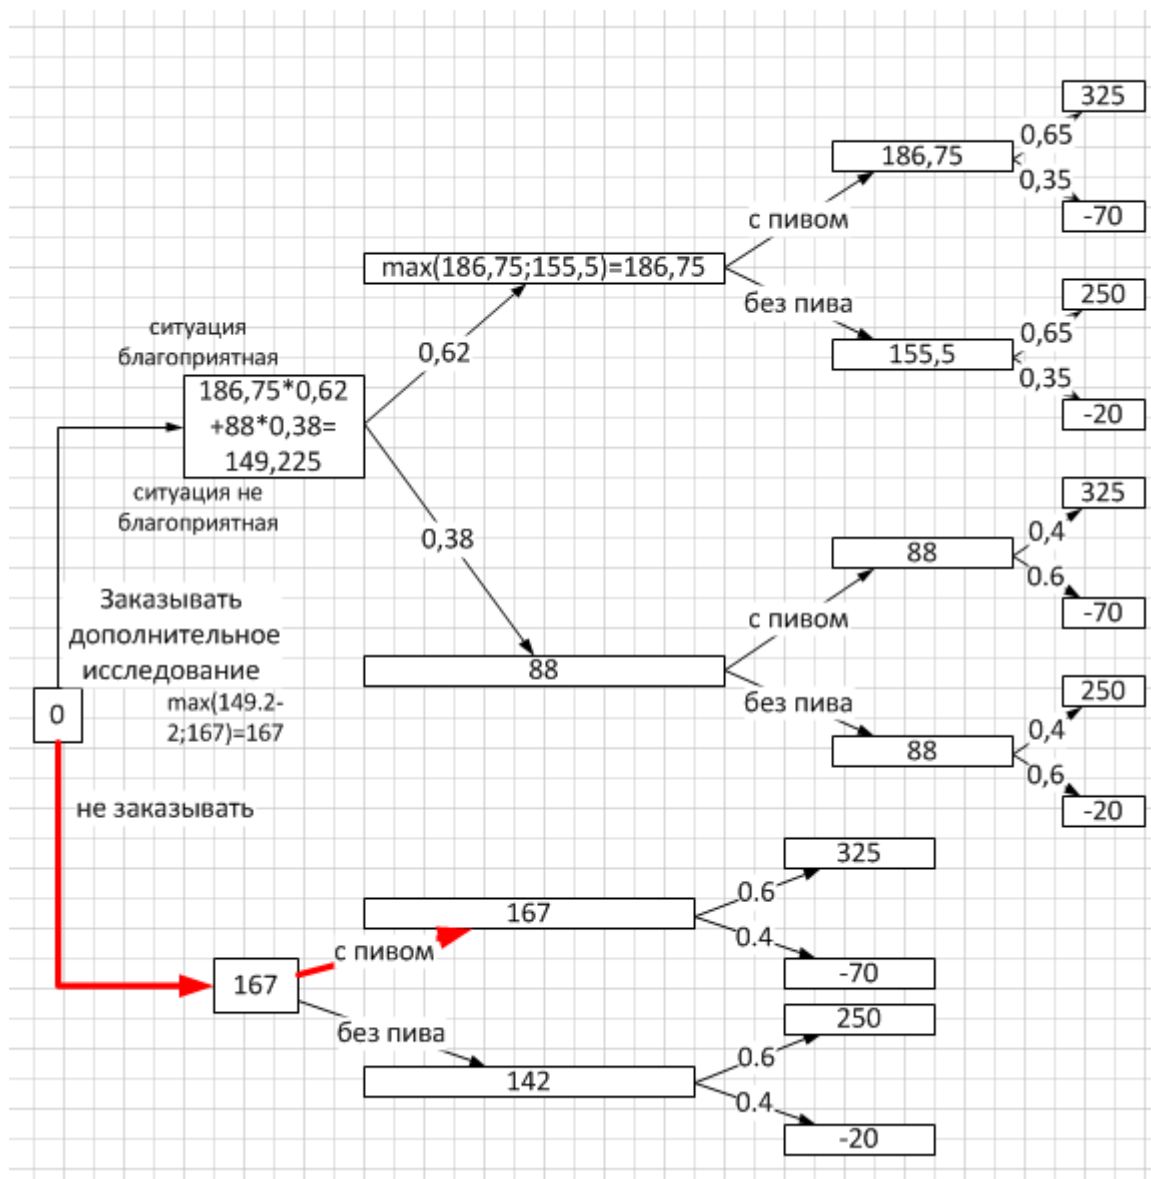 325
0,65
186,75
0,35
-70
с пивом
max(186,75;155,5)=186,75
250
без пива
0,65
155,5
0,35
-20
ситуация
благоприятная
0,62
186,75*0,62
+88*0,38=
149,225
ситуация не
благоприятная
0,38
325
0,4
88
0.6
-70
Заказывать
дополнительное
исследование
с пивом
88
max(149.2-
2;167)=167
0
без пива
250
0,4
88
0,6
-20
не заказывать
325
0.6
167
0.4
-70
с пивом
167
250
без пива
0.6
142
0.4
-20